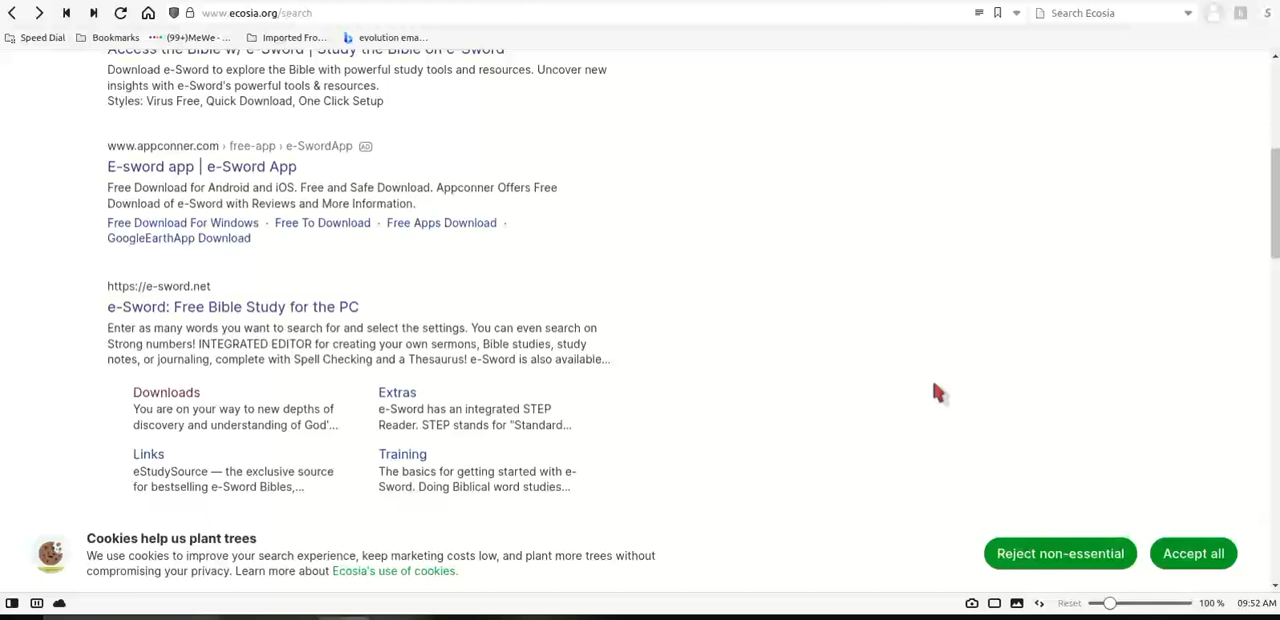 www.ecosia.org/search
Search Ecosia
Speed Dial
Bookmarks
(99+)MeWe - ...
Imported Fro...
evolution ema...
Access the Bible w/ e-Sword | Study the Bible on e-Sword
Download e-Sword to explore the Bible with powerful study tools and resources. Uncover new
insights with e-Sword's powerful tools & resources.
Styles: Virus Free, Quick Download, One Click Setup
www.appconner.com › free-app › e-SwordApp AD
E-sword app | e-Sword App
Free Download for Android and iOS. Free and Safe Download. Appconner Offers Free
Download of e-Sword with Reviews and More Information.
Free Download For Windows · Free To Download · Free Apps Download ·
GoogleEarthApp Download
https://e-sword.net
e-Sword: Free Bible Study for the PC
Enter as many words you want to search for and select the settings. You can even search on
Strong numbers! INTEGRATED EDITOR for creating your own sermons, Bible studies, study
notes, or journaling, complete with Spell Checking and a Thesaurus! e-Sword is also available...
Downloads
You are on your way to new depths of
discovery and understanding of God'...
Extras
e-Sword has an integrated STEP
Reader. STEP stands for "Standard...
Links
eStudySource — the exclusive source
for bestselling e-Sword Bibles,...
Training
The basics for getting started with e-
Sword. Doing Biblical word studies...
Cookies help us plant trees
We use cookies to improve your search experience, keep marketing costs low, and plant more trees without
compromising your privacy. Learn more about Ecosia's use of cookies.
Reject non-essential
Accept all
Reset
100 %
09:52 AM